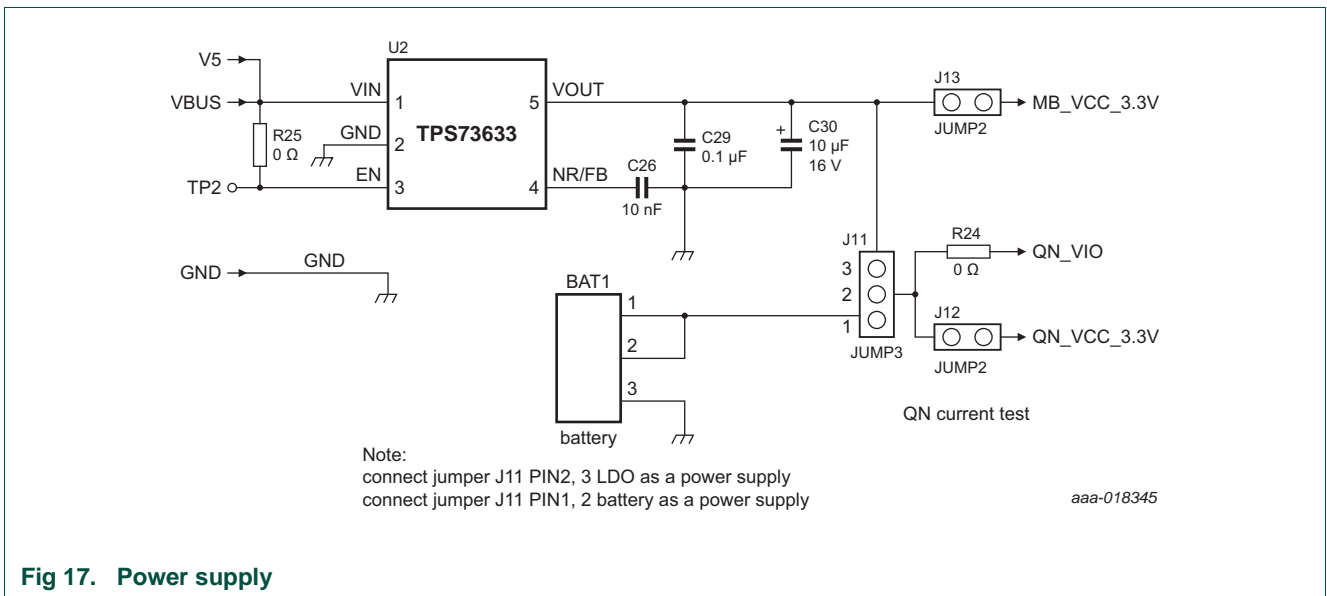 U2
V5
VBUS
VIN
1
5
VOUT
J13
MB_VCC_3.3V
JUMP2
R25
0 Ω
GND
2
TPS73633
C29
0.1 µF
+
C30
10 µF
16 V
TP2
EN
3
4
NR/FB
C26
10 nF
GND
GND
J11
3
2
1
JUMP3
R24
0 Ω
QN_VIO
J12
QN_VCC_3.3V
JUMP2
BAT1
1
2
3
battery
QN current test
Note:
connect jumper J11 PIN2, 3 LDO as a power supply
connect jumper J11 PIN1, 2 battery as a power supply
aaa-018345
Fig 17. Power supply